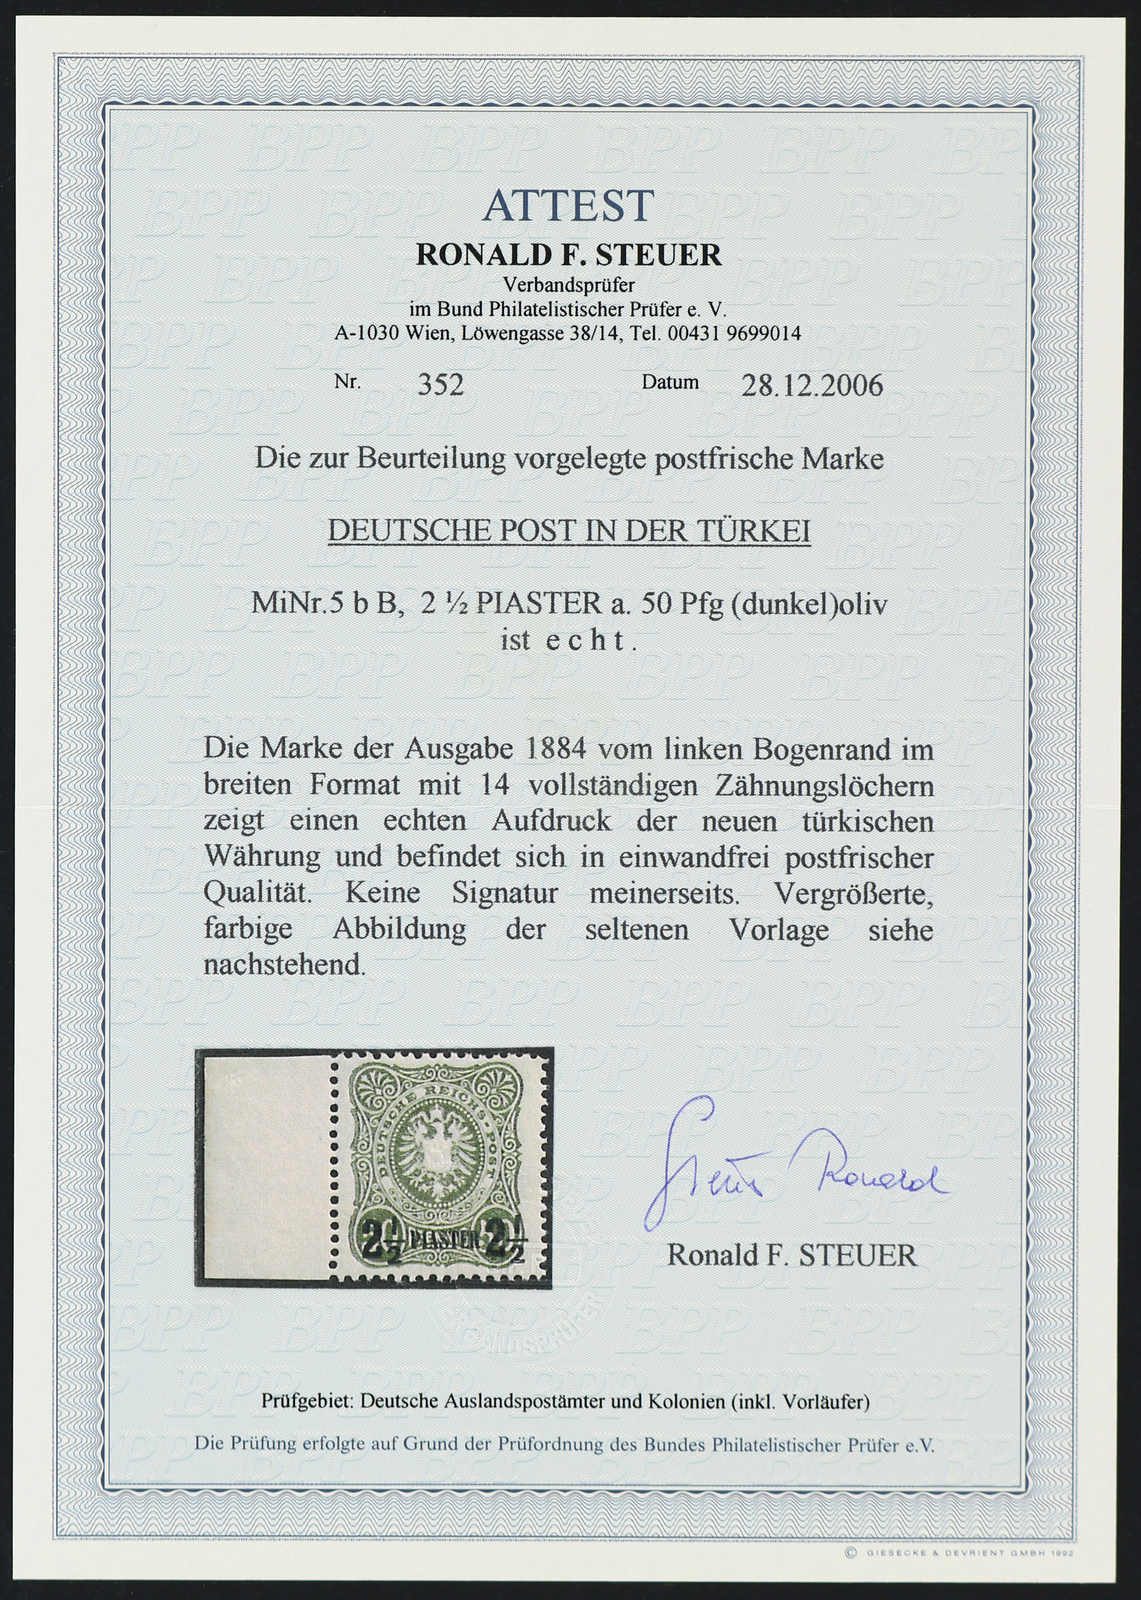 ATTEST
RONALD F. STEUER
Verbandsprüfer
im Bund Philatelistischer Prüfer e. V.
A-1030 Wien, Löwengasse 38/14, Tel. 00431 9699014
Nr. 352 Datum 28.12.2006
Die zur Beurteilung vorgelegte postfrische Marke
DEUTSCHE POST IN DER TÜRKEI
MiNr.5 b B, 2 ½ PIASTER a. 50 Pfg (dunkel)oliv
ist e c h t .
Die Marke der Ausgabe 1884 vom linken Bogenrand im
breiten Format mit 14 vollständigen Zähnungslöchern
zeigt einen echten Aufdruck der neuen türkischen
Währung und befindet sich in einwandfrei postfrischer
Qualität. Keine Signatur meinerseits. Vergrößerte,
farbige Abbildung der seltenen Vorlage siehe
nachstehend.
DEUTSCHE REICHS-POST
2½ PIASTER 2½
Steuer Ronald
Ronald F. STEUER
VERBANDSPRÜFER
Prüfgebiet: Deutsche Auslandspostämter und Kolonien (inkl. Vorläufer)
Die Prüfung erfolgte auf Grund der Prüfordnung des Bundes Philatelistischer Prüfer e.V.
© GIESECKE & DEVRIENT GMBH 1992